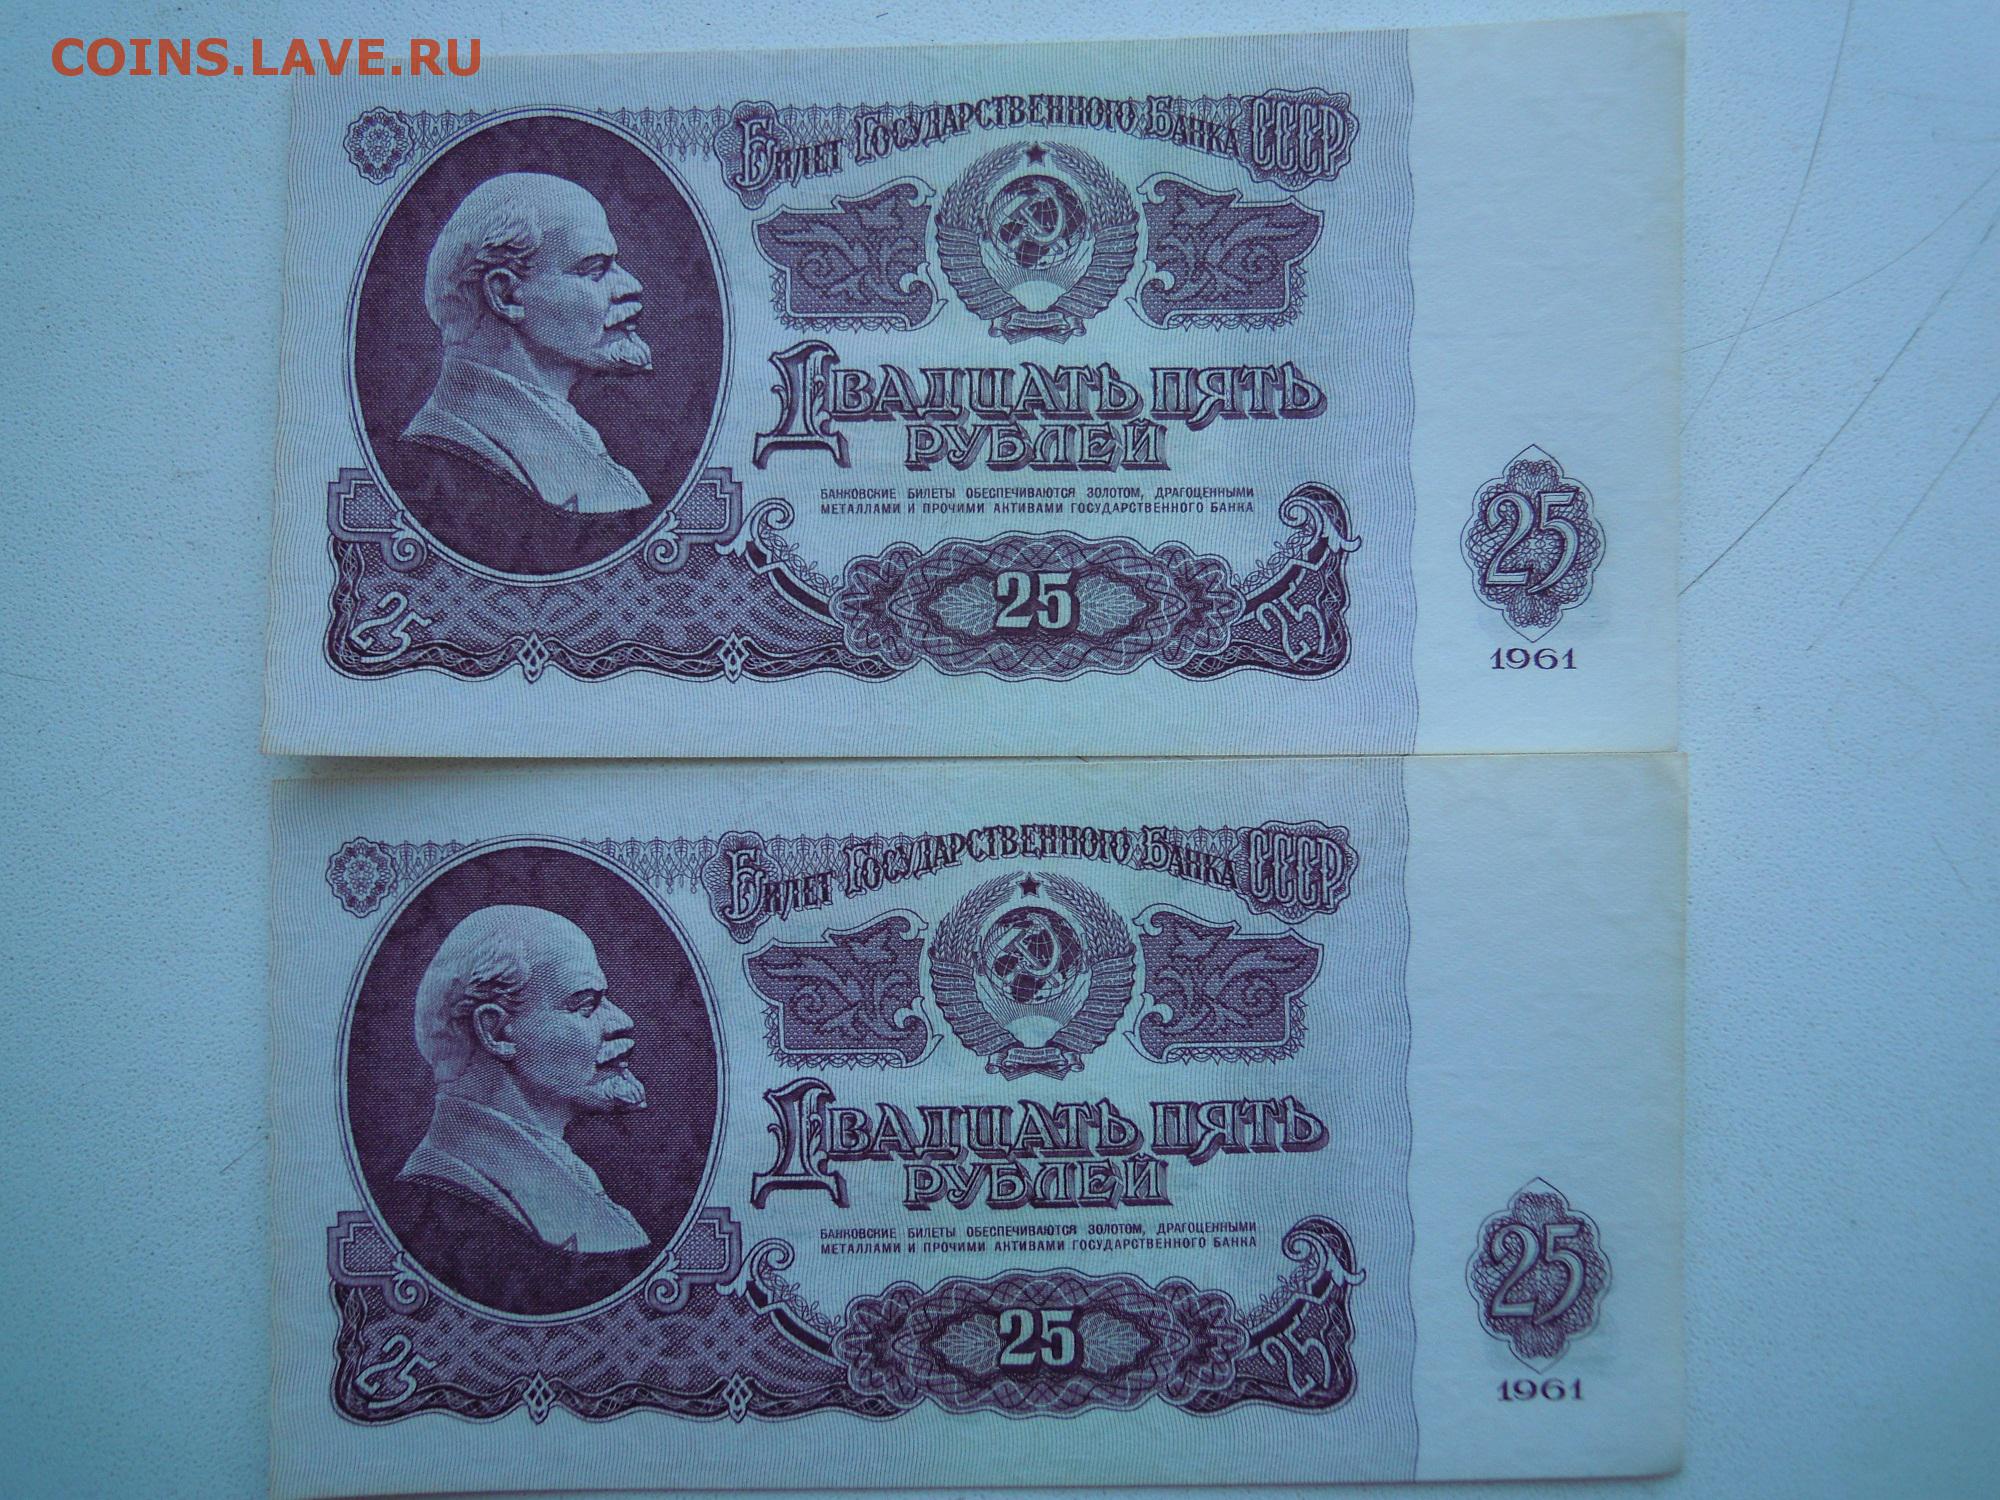 COINS.LAVE.RU
Билет Государственного Банка СССР
Двадцать пять
рублей
БАНКОВСКИЕ БИЛЕТЫ ОБЕСПЕЧИВАЮТСЯ ЗОЛОТОМ, ДРАГОЦЕННЫМИ
МЕТАЛЛАМИ И ПРОЧИМИ АКТИВАМИ ГОСУДАРСТВЕННОГО БАНКА
25
25
25
25
1961
Билет Государственного Банка СССР
Двадцать пять
рублей
БАНКОВСКИЕ БИЛЕТЫ ОБЕСПЕЧИВАЮТСЯ ЗОЛОТОМ, ДРАГОЦЕННЫМИ
МЕТАЛЛАМИ И ПРОЧИМИ АКТИВАМИ ГОСУДАРСТВЕННОГО БАНКА
25
25
25
25
1961